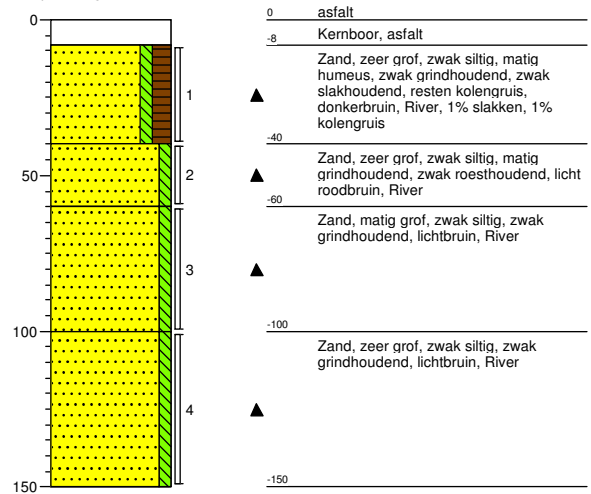 0
asfalt
0
-8
Kernboor, asfalt
Zand, zeer grof, zwak siltig, matig
humeus, zwak grindhoudend, zwak
slakhoudend, resten kolengruis,
donkerbruin, River, 1% slakken, 1%
kolengruis
1
-40
Zand, zeer grof, zwak siltig, matig
grindhoudend, zwak roesthoudend, licht
roodbruin, River
50
2
-60
Zand, matig grof, zwak siltig, zwak
grindhoudend, lichtbruin, River
3
-100
100
Zand, zeer grof, zwak siltig, zwak
grindhoudend, lichtbruin, River
4
-150
150